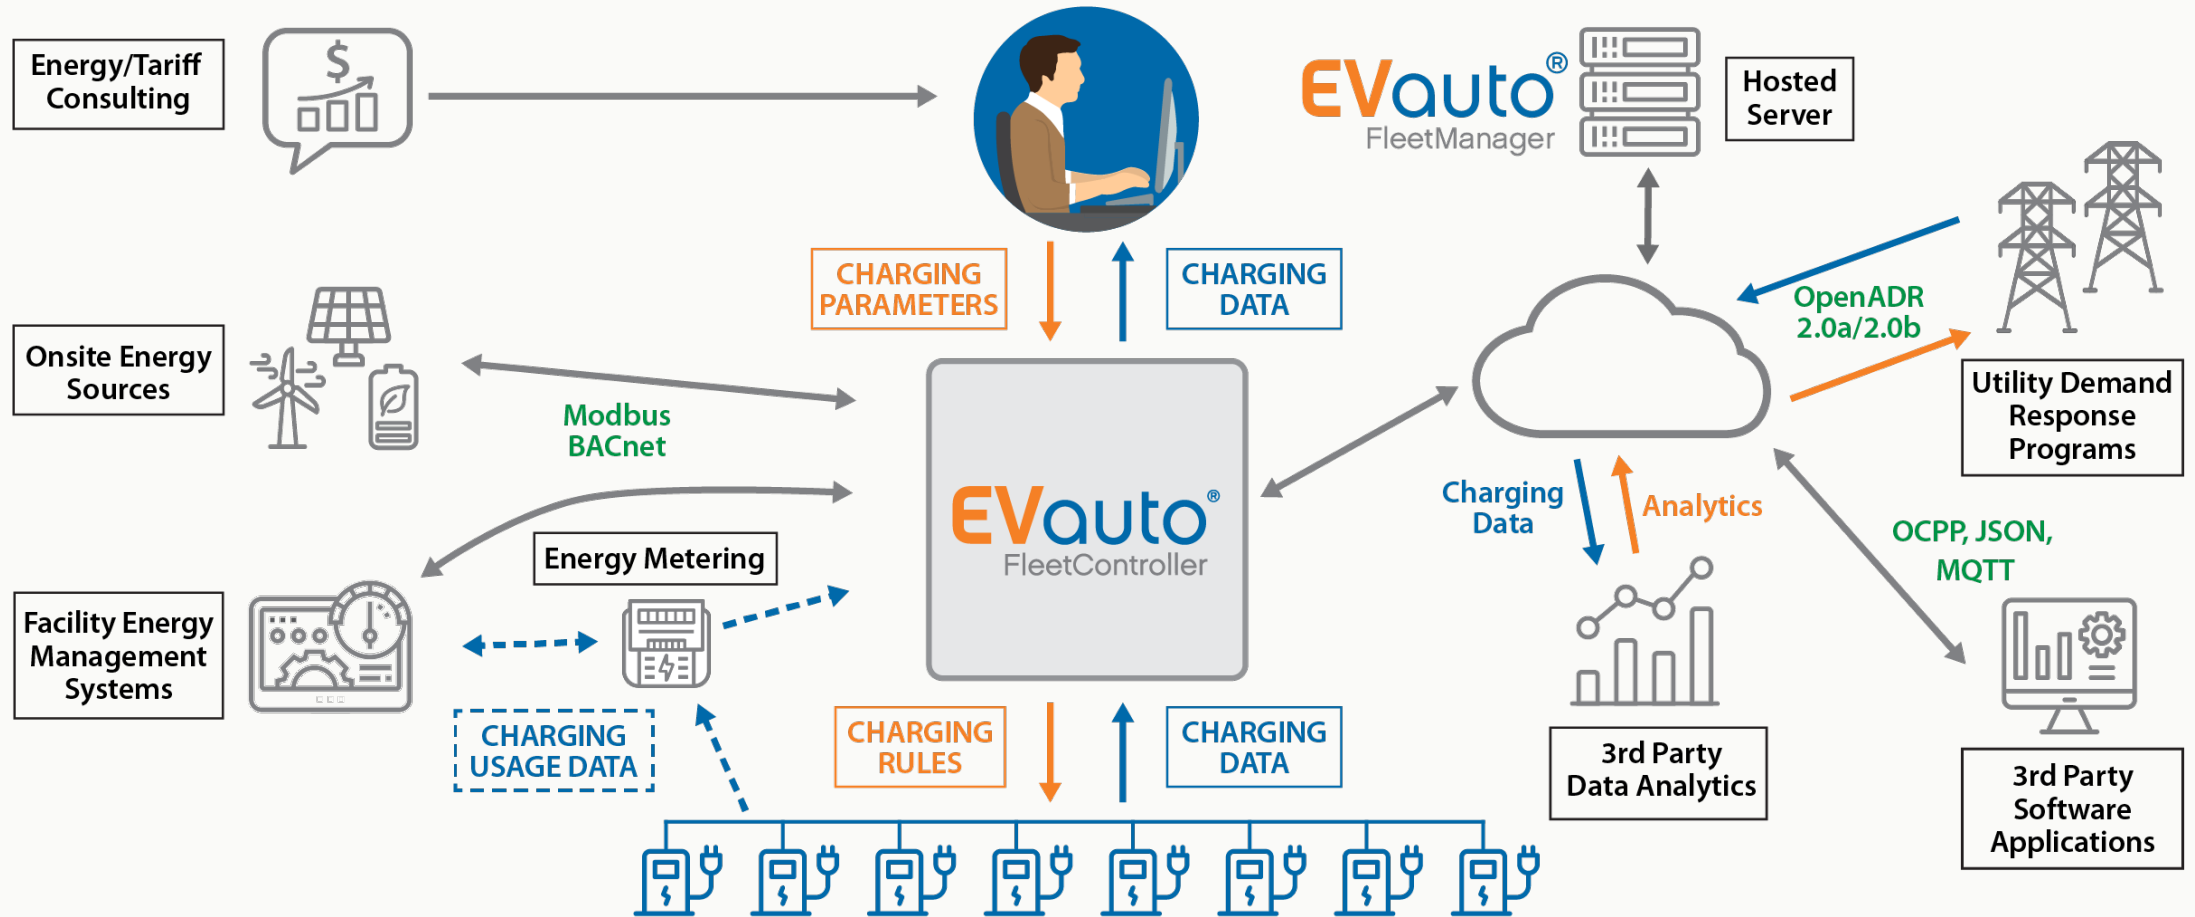 Energy/Tariff
Consulting
$
EVauto®
FleetManager
Hosted
Server
CHARGING
PARAMETERS
CHARGING
DATA
OpenADR
2.0a/2.0b
Utility Demand
Response
Programs
Onsite Energy
Sources
Modbus
BACnet
EVauto®
FleetController
Charging
Data
Analytics
OCPP, JSON,
MQTT
Energy Metering
Facility Energy
Management
Systems
CHARGING
USAGE DATA
CHARGING
RULES
CHARGING
DATA
3rd Party
Data Analytics
3rd Party
Software
Applications